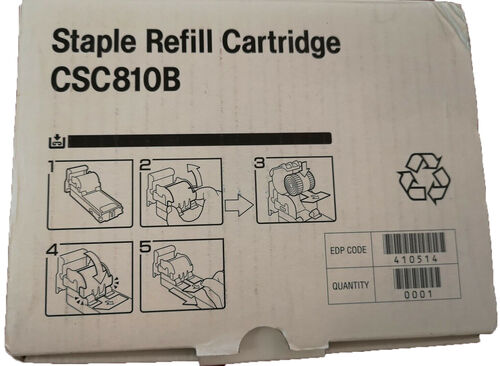 Staple Refill Cartridge
CSC810B
1
2
3
4
5
EDP CODE
410514
QUANTITY
0001